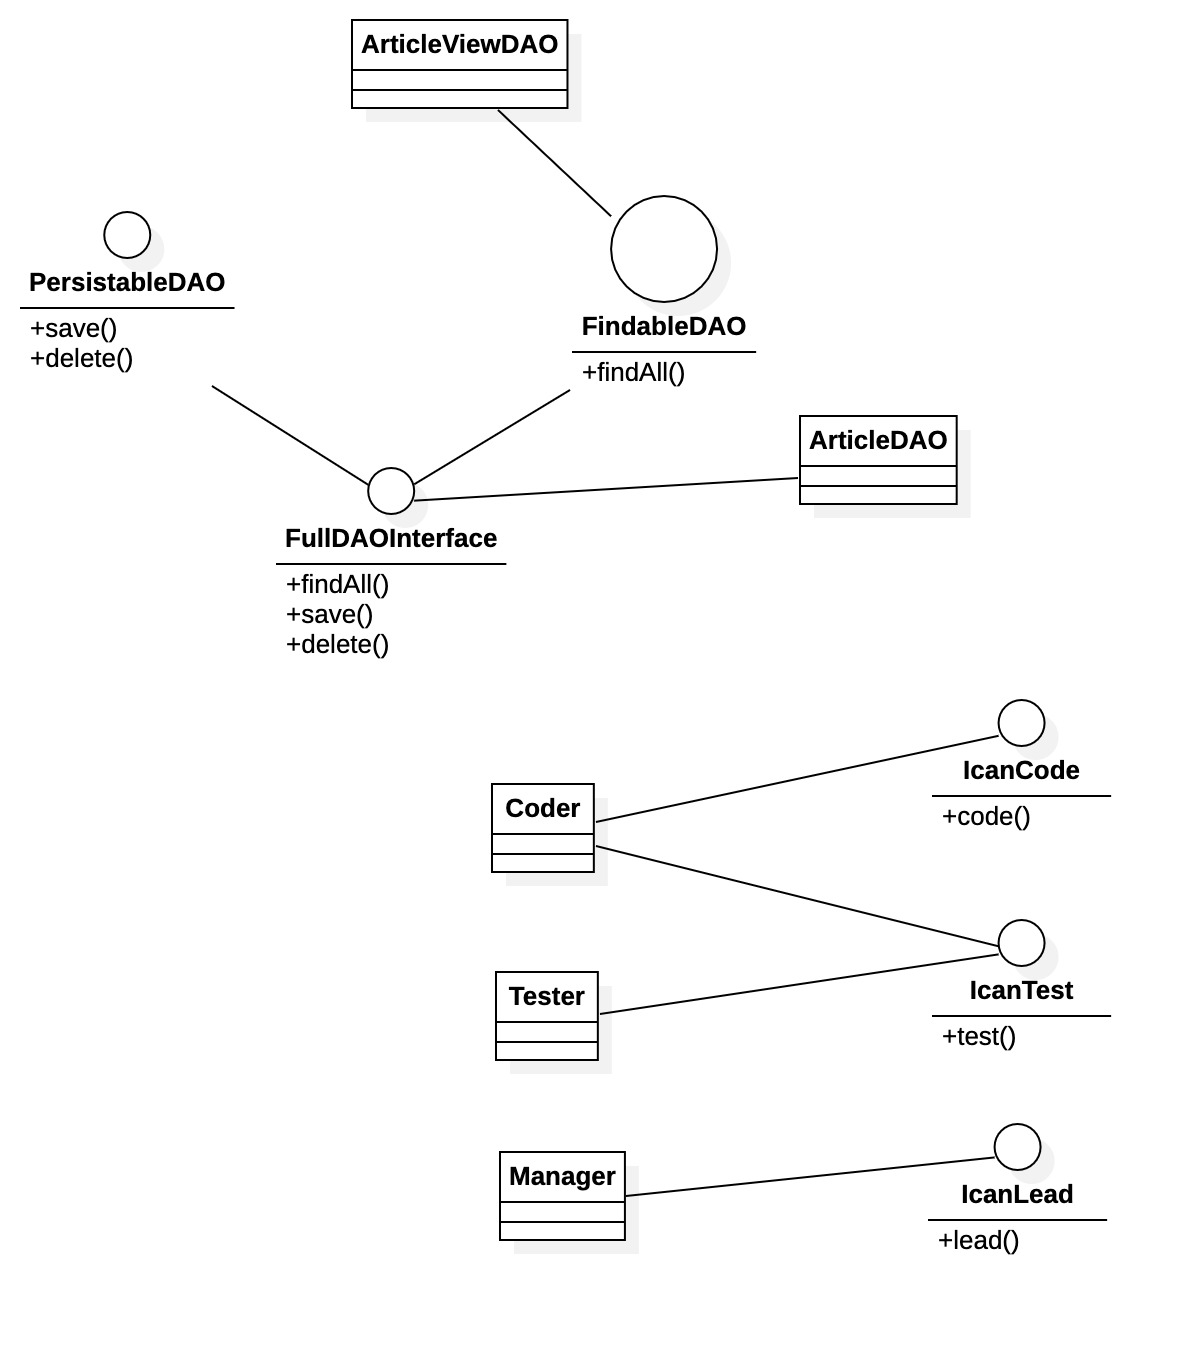 ArticleViewDAO
PersistableDAO
+save()
+delete()
FindableDAO
+findAll()
ArticleDAO
FullDAOInterface
+findAll()
+save()
+delete()
IcanCode
+code()
Coder
IcanTest
+test()
Tester
Manager
IcanLead
+lead()